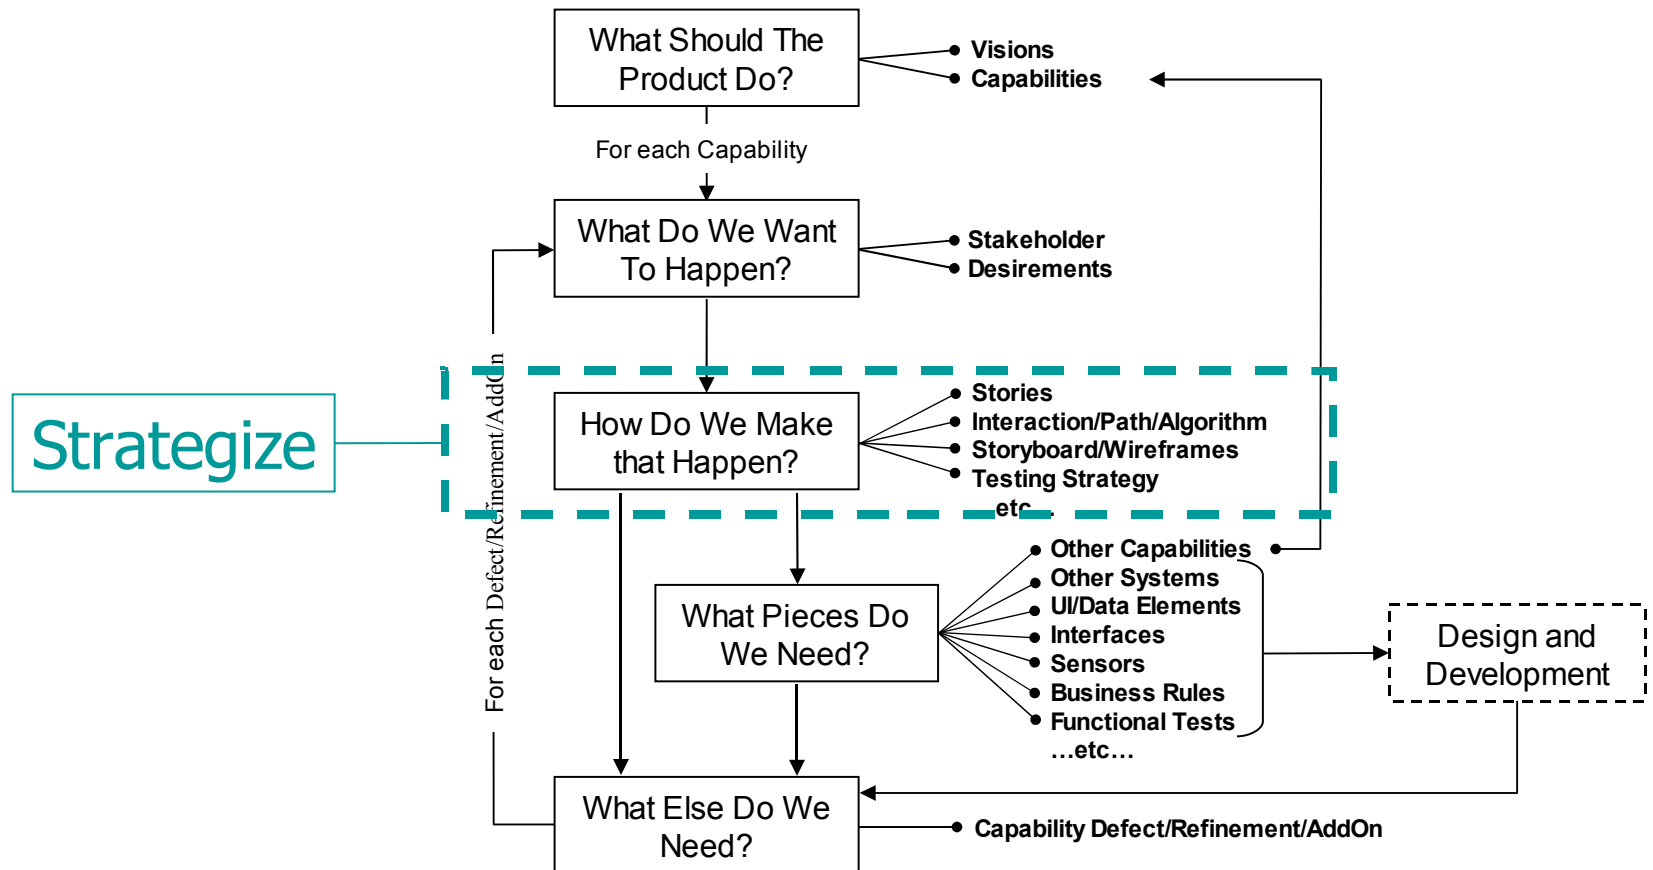 What Should The
Product Do?
Visions
Capabilities
For each Capability
What Do We Want
To Happen?
Stakeholder
Desirements
Strategize
For each Defect/Refinement/AddOn
How Do We Make
that Happen?
Stories
Interaction/Path/Algorithm
Storyboard/Wireframes
Testing Strategy
etc…
What Pieces Do
We Need?
Other Capabilities
Other Systems
UI/Data Elements
Interfaces
Sensors
Business Rules
Functional Tests
…etc…
Design and
Development
What Else Do We
Need?
Capability Defect/Refinement/AddOn